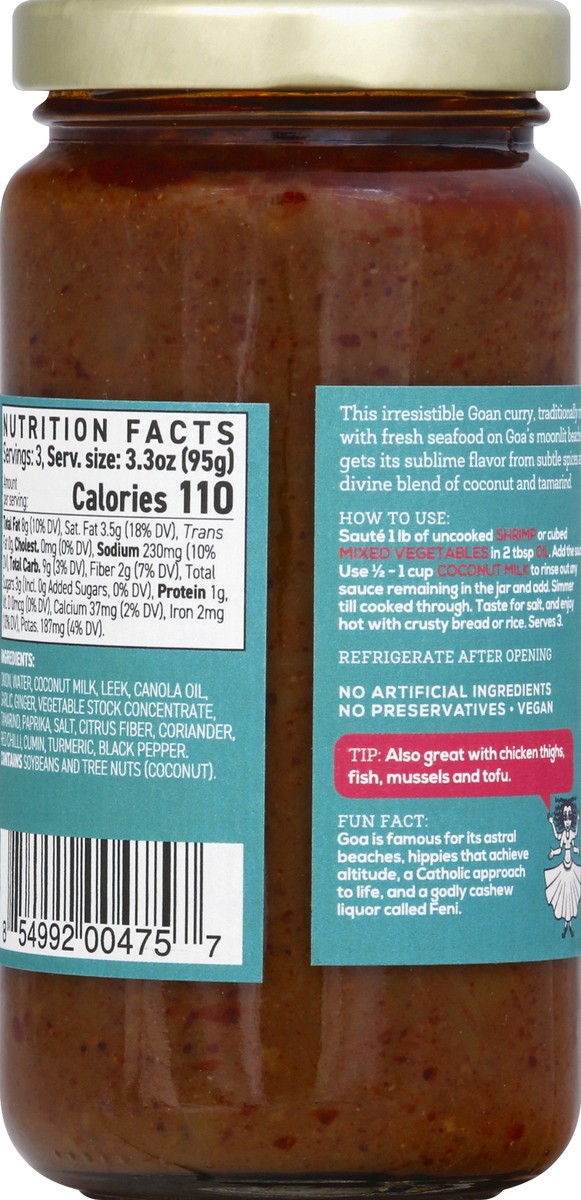 NUTRITION FACTS
Servings: 3, Serv. size: 3.3oz (95g)
Amount
per serving:
Calories 110
Total Fat 8g (10% DV), Sat. Fat 3.5g (18% DV), Trans
Fat 0g, Cholest. 0mg (0% DV), Sodium 230mg (10%
DV), Total Carb. 9g (3% DV), Fiber 2g (7% DV), Total
Sugars 3g (Incl. 0g Added Sugars, 0% DV), Protein 1g,
Vit. D 0mcg (0% DV), Calcium 37mg (2% DV), Iron 2mg
DV), Potas. 187mg (4% DV).
INGREDIENTS:
ONION, WATER, COCONUT MILK, LEEK, CANOLA OIL,
GARLIC, GINGER, VEGETABLE STOCK CONCENTRATE,
TAMARIND, PAPRIKA, SALT, CITRUS FIBER, CORIANDER,
RED CHILLI, CUMIN, TURMERIC, BLACK PEPPER.
CONTAINS SOYBEANS AND TREE NUTS (COCONUT).
8 54992 00475 7
This irresistible Goan curry, traditionally
with fresh seafood on Goa's moonlit
gets its sublime flavor from subtle spices
divine blend of coconut and tamarind.
HOW TO USE:
Sauté 1 lb of uncooked SHRIMP or cubed
MIXED VEGETABLES in 2 tbsp OIL. Add the
Use ½ - 1 cup COCONUT MILK to rinse out any
sauce remaining in the jar and add. Simmer
till cooked through. Taste for salt, and enjoy
hot with crusty bread or rice. Serves 3.
REFRIGERATE AFTER OPENING
NO ARTIFICIAL INGREDIENTS
NO PRESERVATIVES • VEGAN
TIP: Also great with chicken thighs,
fish, mussels and tofu.
FUN FACT:
Goa is famous for its astral
beaches, hippies that achieve
altitude, a Catholic approach
to life, and a godly cashew
liquor called Feni.